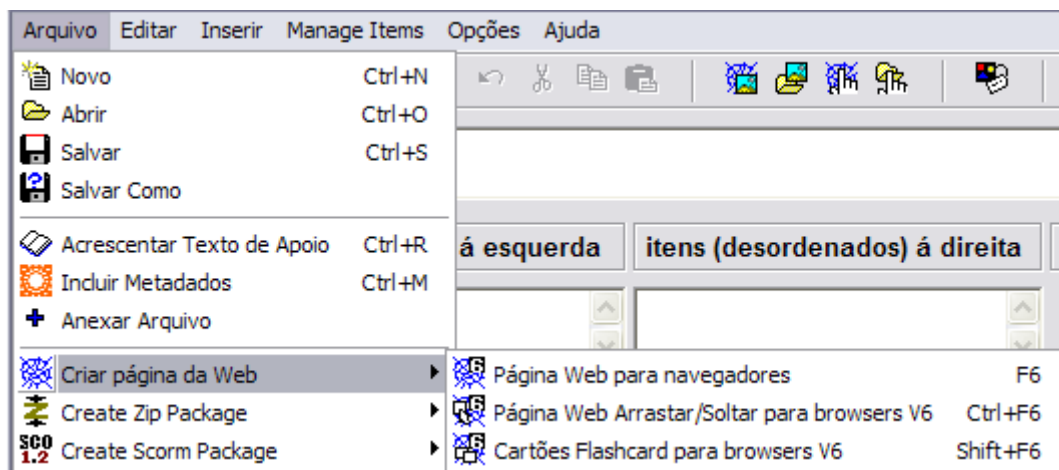 Arquivo Editar Inserir Manage Items Opções Ajuda
Novo Ctrl+N
Abrir Ctrl+O
Salvar Ctrl+S
Salvar Como
Acrescentar Texto de Apoio Ctrl+R
á esquerda itens (desordenados) á direita
Incluir Metadados Ctrl+M
Anexar Arquivo
Criar página da Web
6 Página Web para navegadores F6
Create Zip Package
6 Página Web Arrastar/Soltar para browsers V6 Ctrl+F6
SCO 1.2 Create Scorm Package
6 Cartões Flashcard para browsers V6 Shift+F6